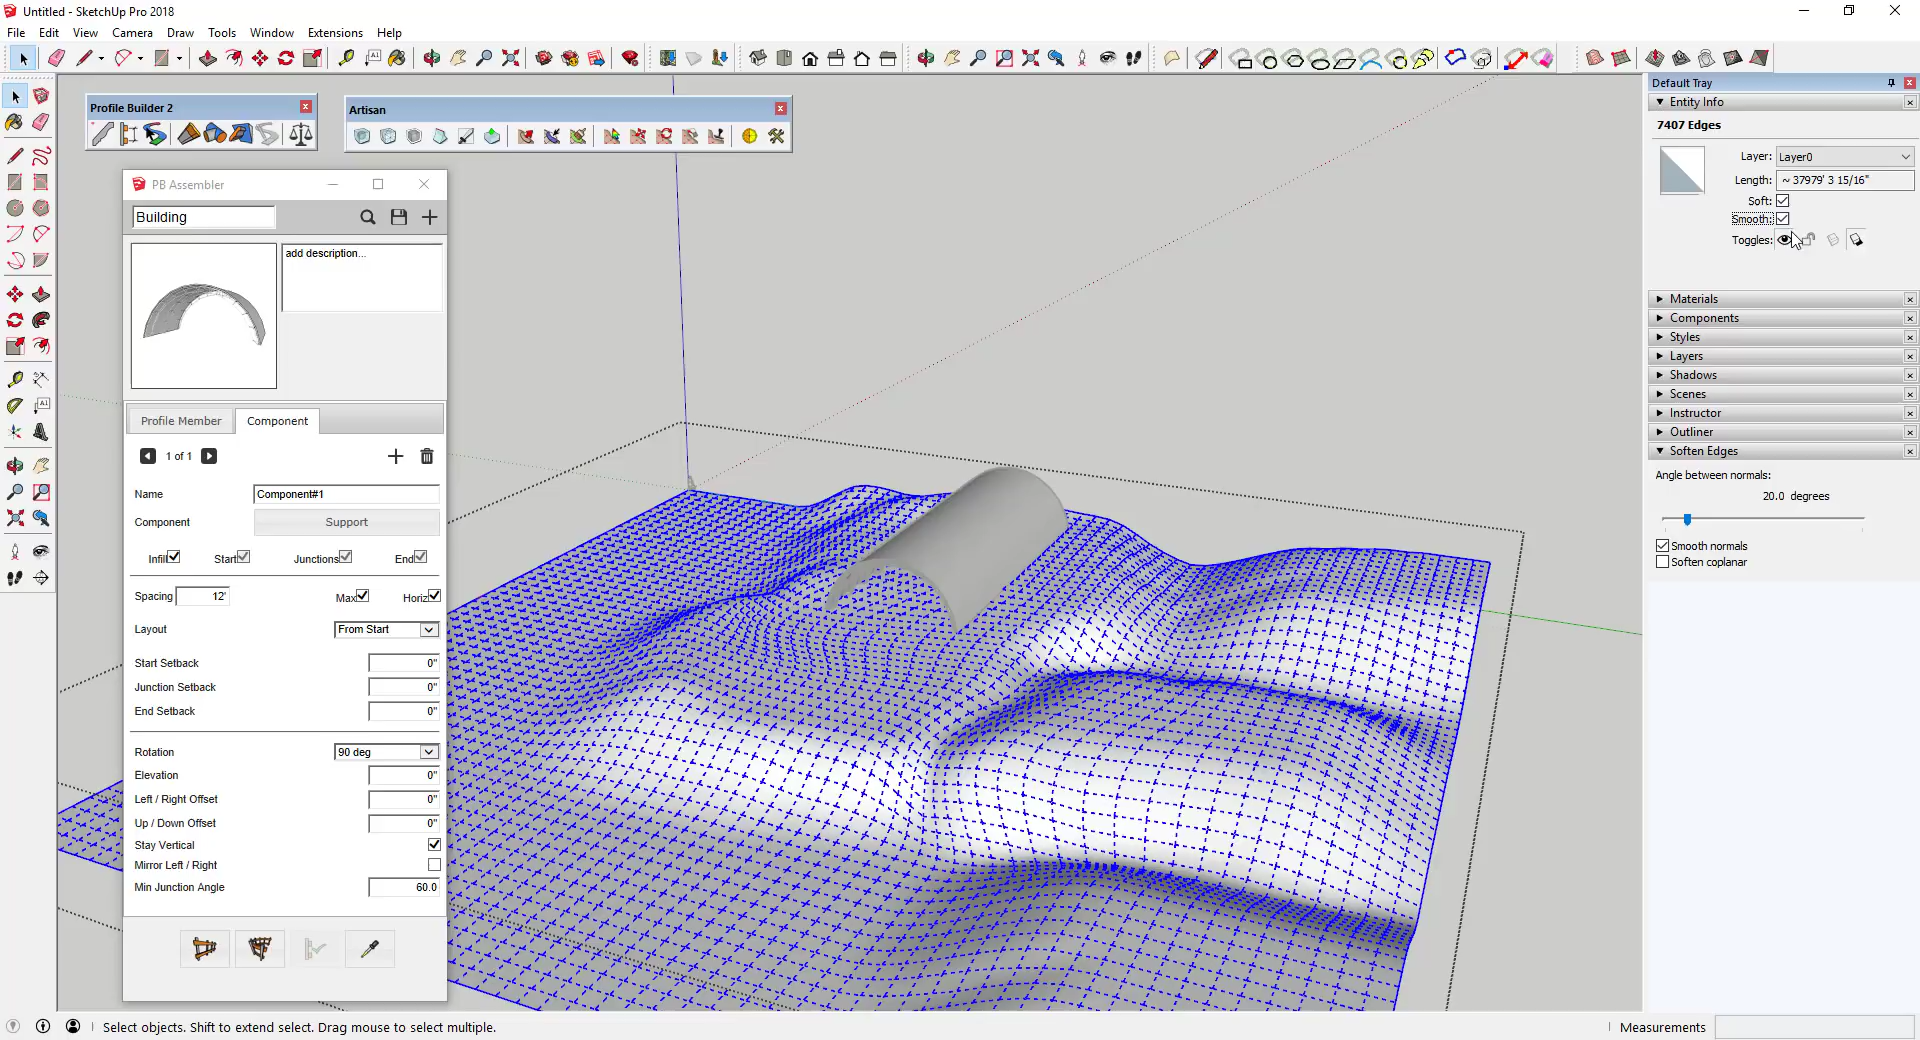 Untitled - SketchUp Pro 2018
File Edit View Camera Draw Tools Window Extensions Help
Profile Builder 2
Artisan
PB Assembler
Building
add description...
Profile Member Component
1 of 1
Name Component#1
Component Support
Infill Start Junctions End
Spacing 12' Max Horiz
Layout From Start
Start Setback 0"
Junction Setback 0"
End Setback 0"
Rotation 90 deg
Elevation 0"
Left / Right Offset 0"
Up / Down Offset 0"
Stay Vertical
Mirror Left / Right
Min Junction Angle 60.0
Default Tray
Entity Info
7407 Edges
Layer: Layer0
Length: ~ 37979' 3 15/16"
Soft:
Smooth:
Toggles:
Materials
Components
Styles
Layers
Shadows
Scenes
Instructor
Outliner
Soften Edges
Angle between normals:
20.0 degrees
Smooth normals
Soften coplanar
Select objects. Shift to extend select. Drag mouse to select multiple.
Measurements